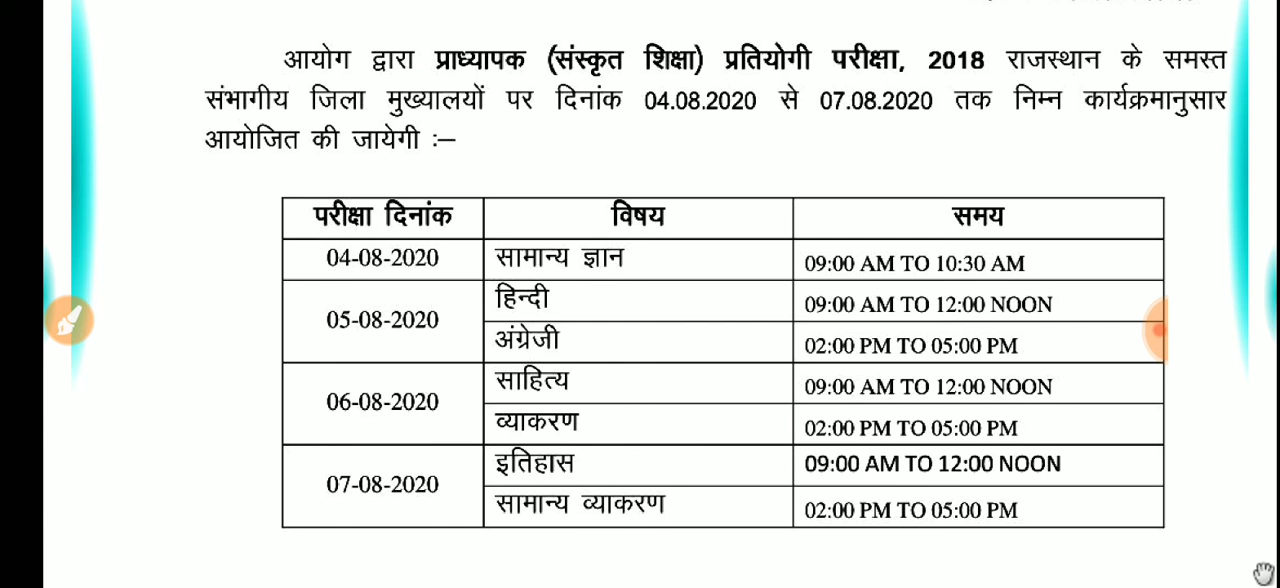 आयोग द्वारा प्राध्यापक (संस्कृत शिक्षा) प्रतियोगी परीक्षा, 2018 राजस्थान के समस्त
संभागीय जिला मुख्यालयों पर दिनांक 04.08.2020 से 07.08.2020 तक निम्न कार्यक्रमानुसार
आयोजित की जायेगी :–
परीक्षा दिनांक विषय समय
04-08-2020 सामान्य ज्ञान 09:00 AM TO 10:30 AM
05-08-2020 हिन्दी 09:00 AM TO 12:00 NOON
अंग्रेजी 02:00 PM TO 05:00 PM
06-08-2020 साहित्य 09:00 AM TO 12:00 NOON
व्याकरण 02:00 PM TO 05:00 PM
07-08-2020 इतिहास 09:00 AM TO 12:00 NOON
सामान्य व्याकरण 02:00 PM TO 05:00 PM